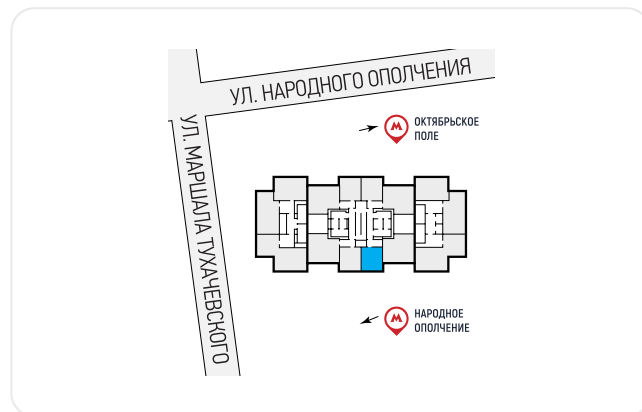 УЛ. НАРОДНОГО ОПОЛЧЕНИЯ
УЛ. МАРШАЛА ТУХАЧЕВСКОГО
ОКТЯБРЬСКОЕ
ПОЛЕ
НАРОДНОЕ
ОПОЛЧЕНИЕ